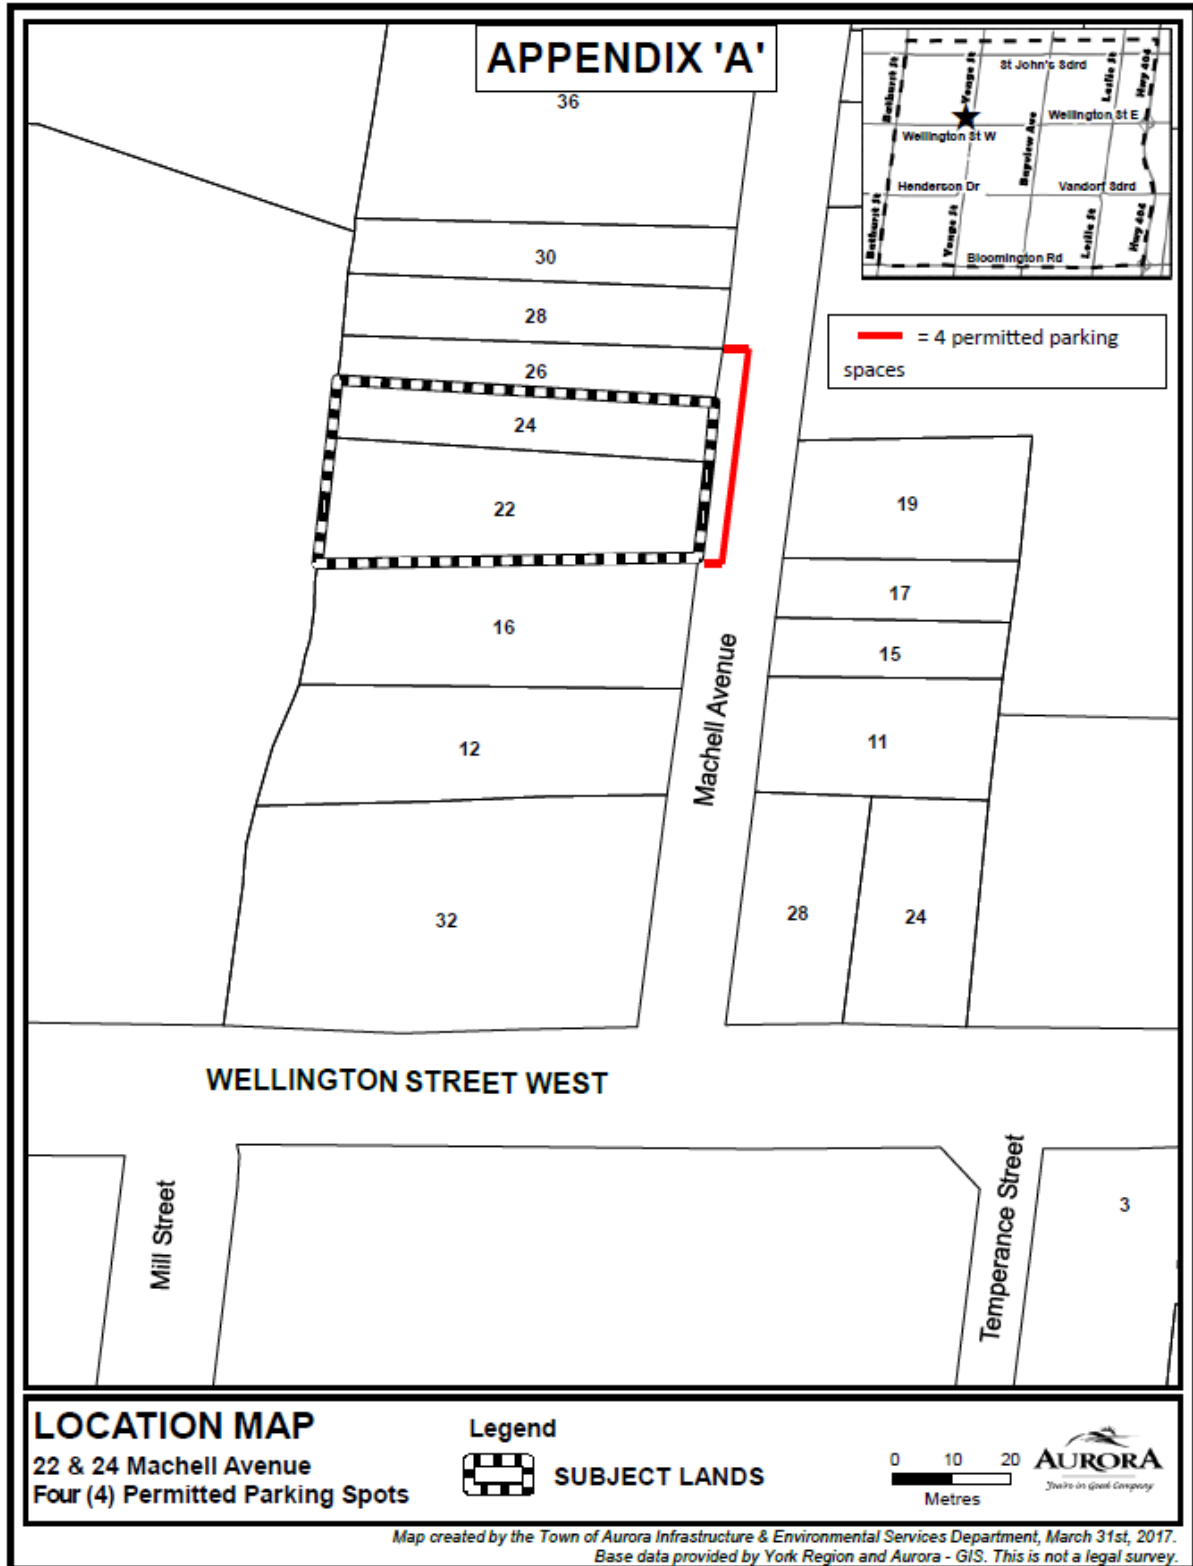 APPENDIX 'A'
St John's Sdrd
Bathurst St
Yonge St
Leslie St
Hwy 404
Wellington St E
Wellington St W
Bayview Ave
Henderson Dr
Vandorf Sdrd
Bathurst St
Yonge St
Leslie St
Hwy 404
Bloomington Rd
= 4 permitted parking
spaces
36
30
28
26
24
22
16
12
32
19
17
15
11
28
24
Machell Avenue
WELLINGTON STREET WEST
Mill Street
Temperance Street
3
LOCATION MAP
22 & 24 Machell Avenue
Four (4) Permitted Parking Spots
Legend
SUBJECT LANDS
0 10 20
Metres
AURORA
You're in Good Company
Map created by the Town of Aurora Infrastructure & Environmental Services Department, March 31st, 2017.
Base data provided by York Region and Aurora - GIS. This is not a legal survey.